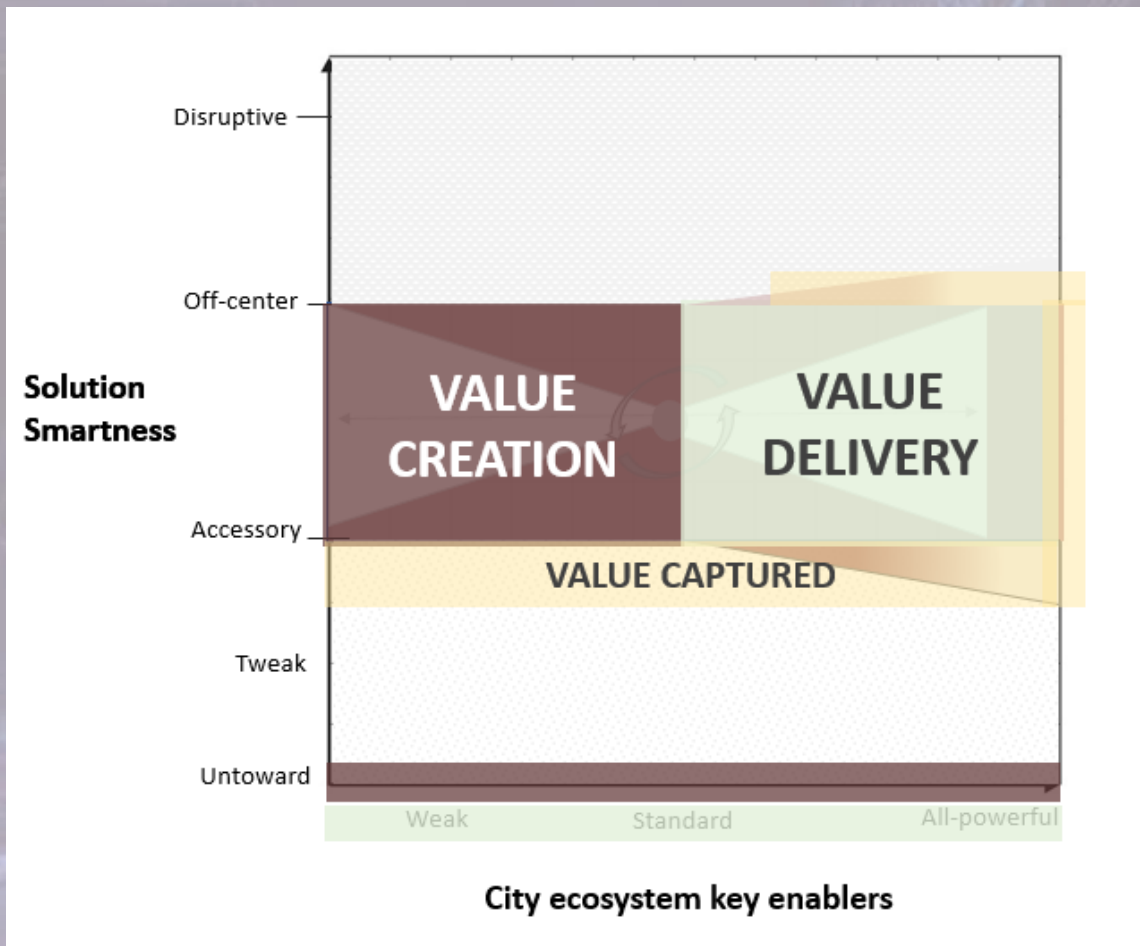 Disruptive
Off-center
Solution
Smartness
VALUE
CREATION
VALUE
DELIVERY
Accessory
VALUE CAPTURED
Tweak
Untoward
Weak
Standard
All-powerful
City ecosystem key enablers